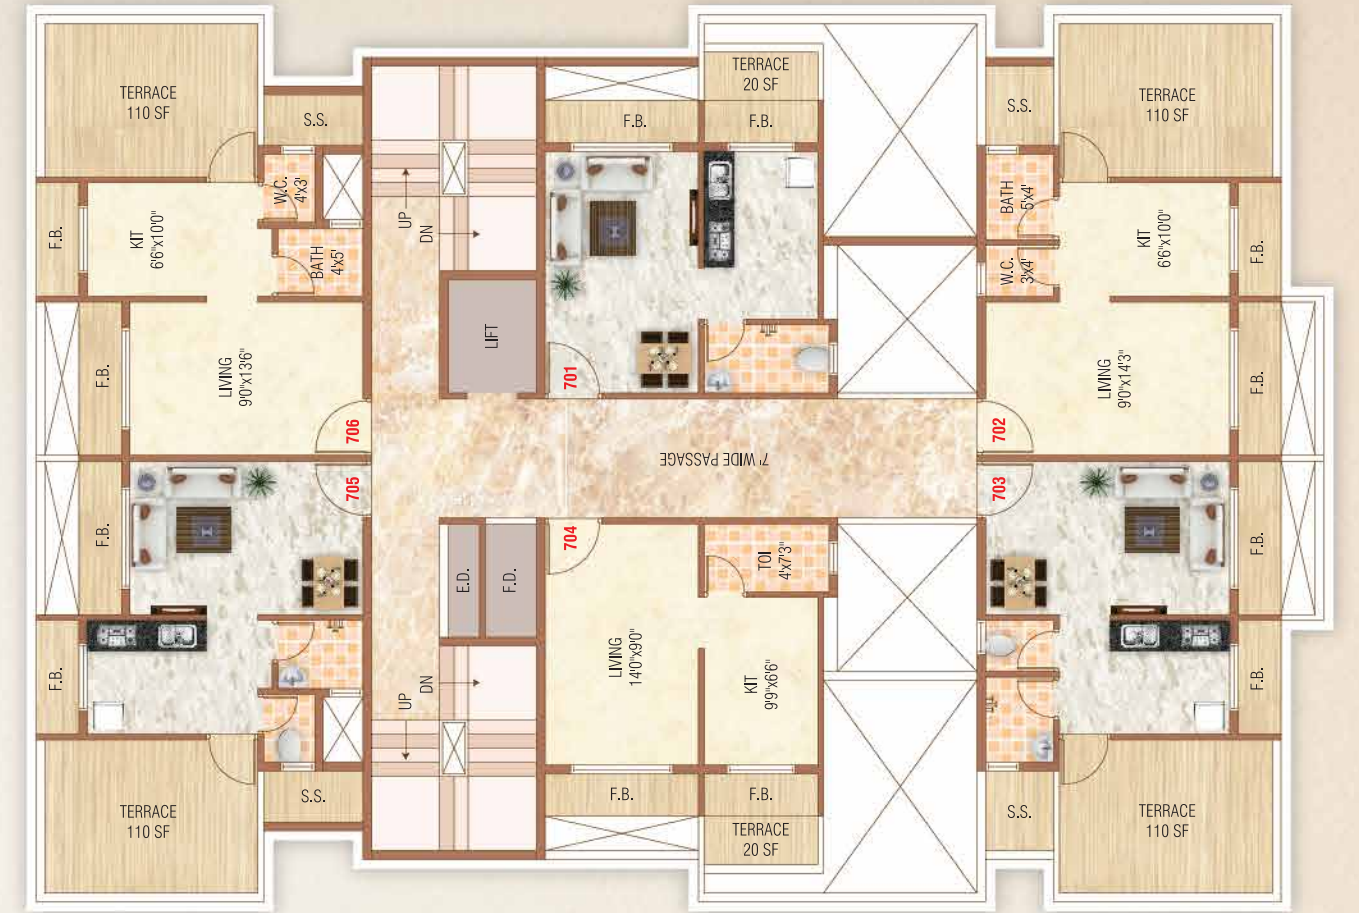 TERRACE
110 SF
S.S.
F.B.
KIT
6'6"x10'0"
W.C.
4'x3'
BATH
4'x5'
F.B.
LIVING
9'0"x13'6"
706
UP
DN
LIFT
TERRACE
20 SF
F.B.
F.B.
701
7' WIDE PASSAGE
S.S.
TERRACE
110 SF
BATH
5'x4'
W.C.
3'x4'
KIT
6'6"x10'0"
F.B.
LIVING
9'0"x14'3"
F.B.
702
705
F.B.
F.B.
TERRACE
110 SF
S.S.
E.D.
F.D.
UP
DN
704
LIVING
14'0"x9'0"
TOI
4'x7'3"
KIT
9'9"x6'6"
F.B.
F.B.
TERRACE
20 SF
703
F.B.
F.B.
S.S.
TERRACE
110 SF